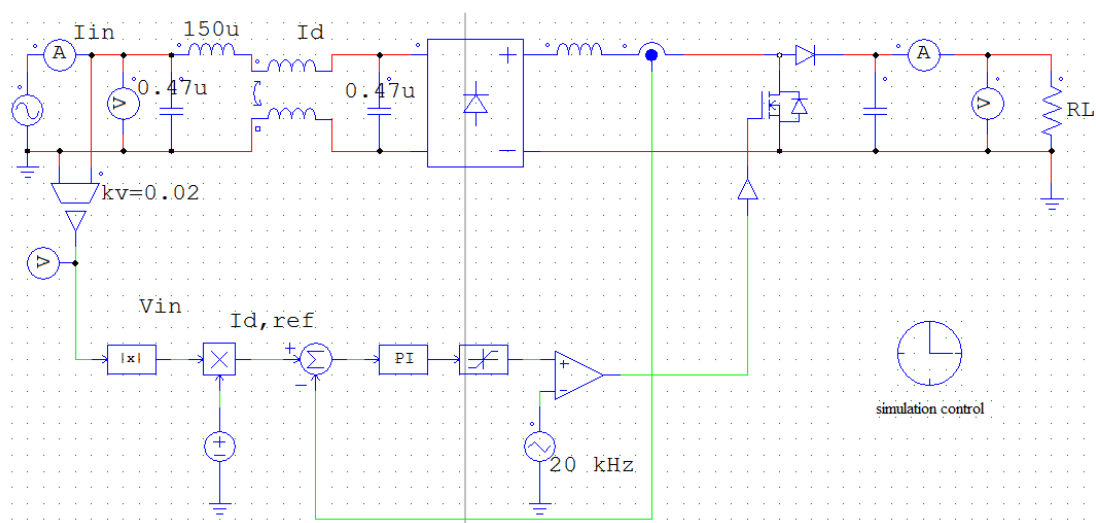 Iin
150u
Id
A
A
0.47u
0.47u
V
V
RL
kv=0.02
V
Vin
Id,ref
|x|
PI
20 kHz
simulation control